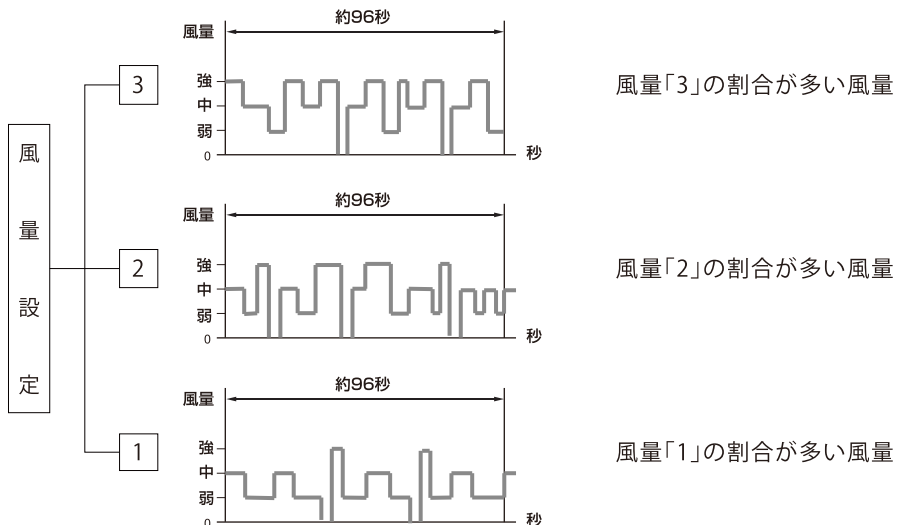 風量設定
3
風量
約96秒
強
中
弱
0
秒
風量「3」の割合が多い風量
2
風量
約96秒
強
中
弱
0
秒
風量「2」の割合が多い風量
1
風量
約96秒
強
中
弱
0
秒
風量「1」の割合が多い風量